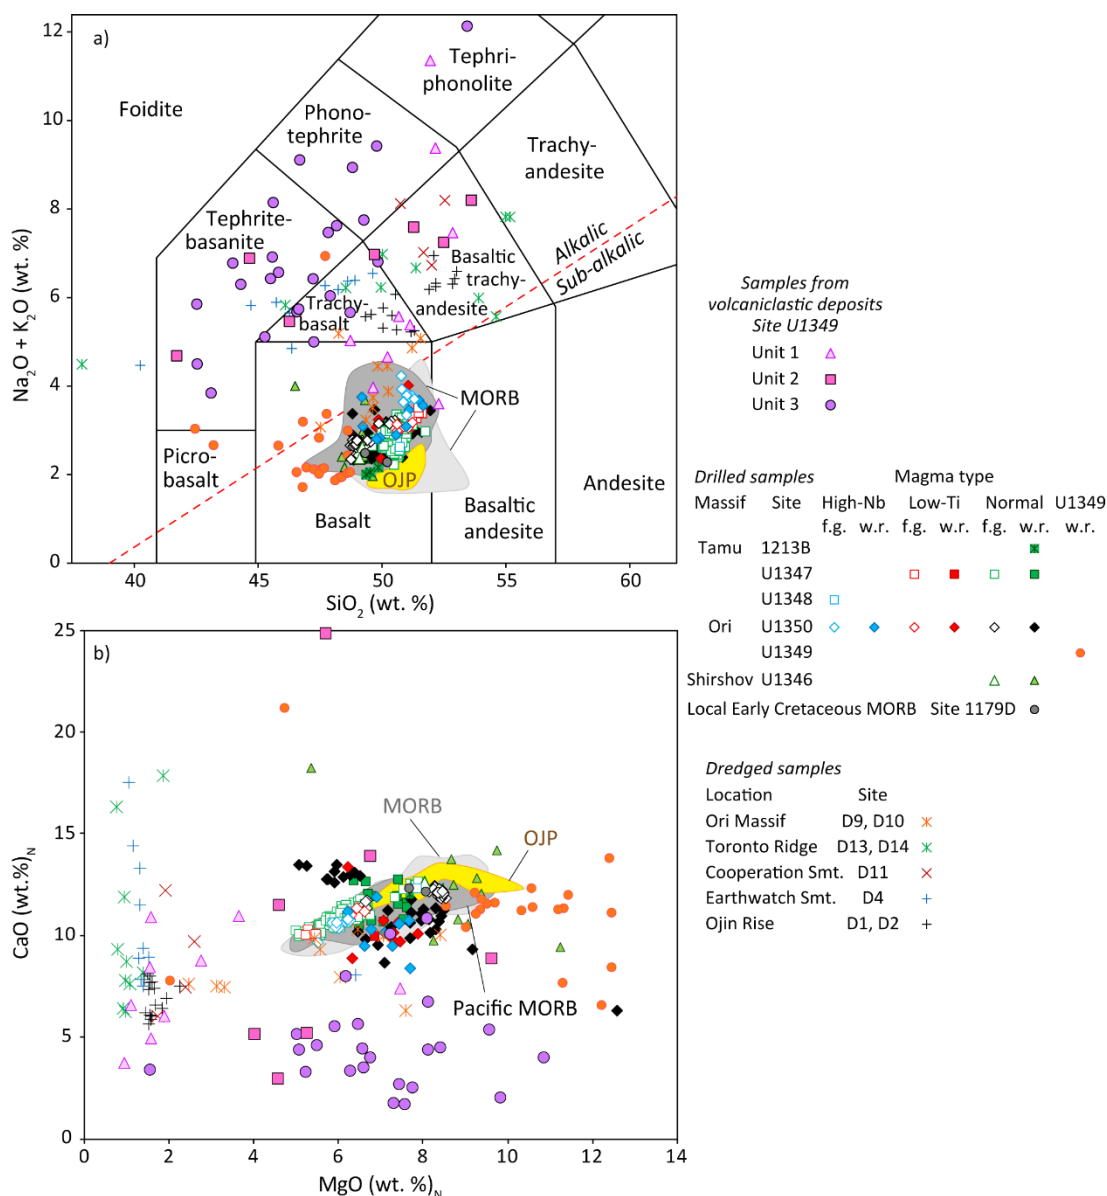 a)
12
10
8
6
4
2
0
Na2O + K2O (wt. %)
40
45
50
55
60
SiO2 (wt. %)
Foidite
Tephri-
phonolite
Phono-
tephrite
Trachy-
andesite
Tephrite-
basanite
Basaltic
trachy-
andesite
Trachy-
basalt
Alkalic
Sub-alkalic
MORB
Picro-
basalt
OJP
Basalt
Basaltic
andesite
Andesite
b)
25
20
15
10
5
0
CaO (wt.%)N
0
2
4
6
8
10
12
14
MgO (wt. %)N
MORB
OJP
Pacific MORB
Samples from
volcaniclastic deposits
Site U1349
Unit 1
Unit 2
Unit 3
Drilled samples Magma type
Massif Site High-Nb Low-Ti Normal U1349
f.g. w.r. f.g. w.r. f.g. w.r. w.r.
Tamu 1213B
U1347
U1348
Ori U1350
U1349
Shirshov U1346
Local Early Cretaceous MORB Site 1179D
Dredged samples
Location Site
Ori Massif D9, D10
Toronto Ridge D13, D14
Cooperation Smt. D11
Earthwatch Smt. D4
Ojin Rise D1, D2